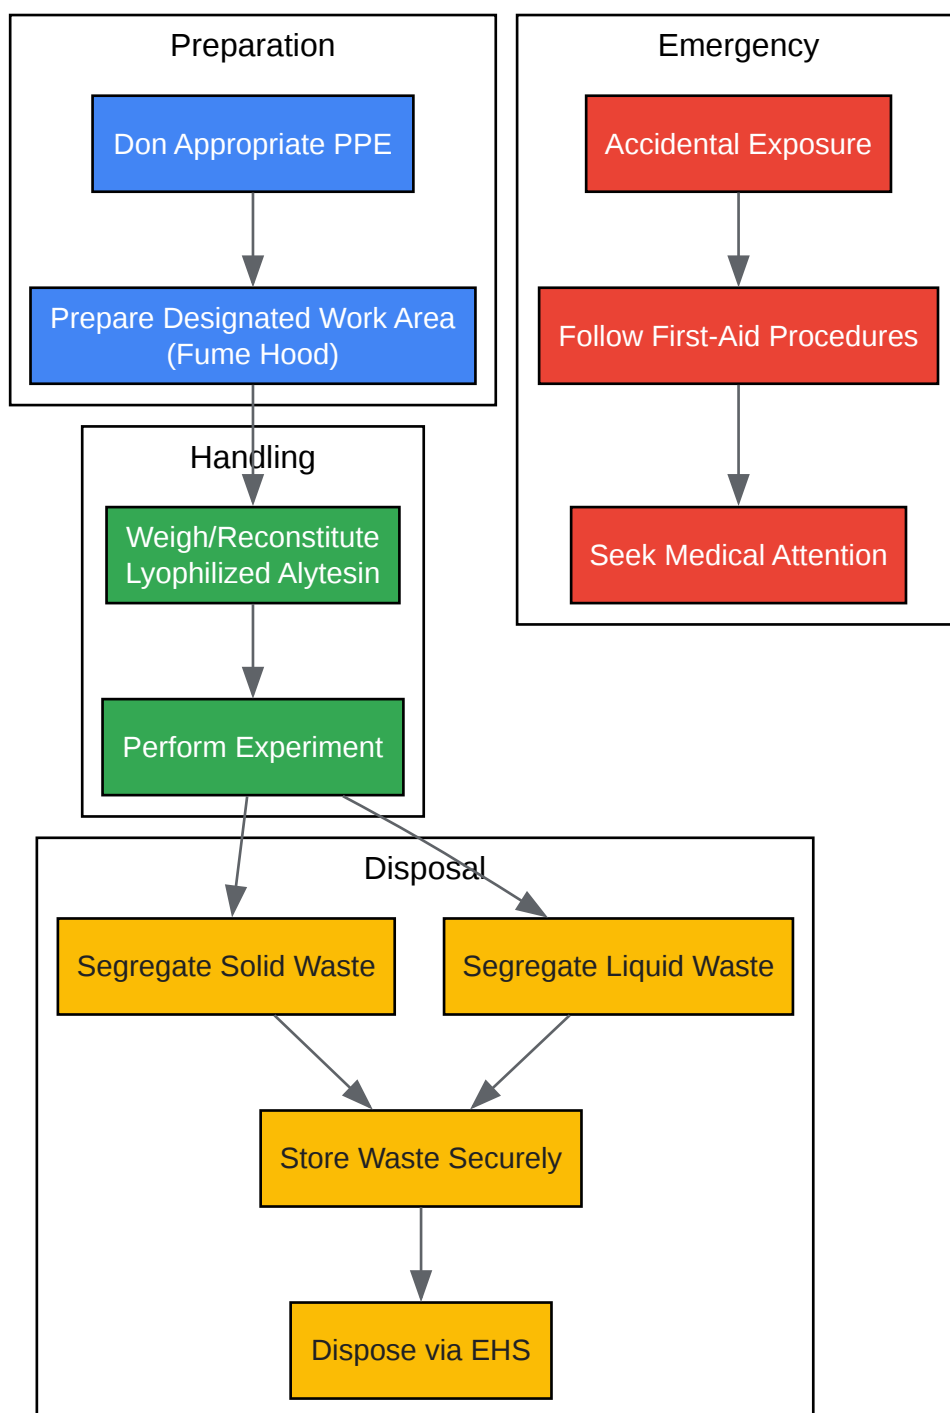 Preparation
Don Appropriate PPE
Prepare Designated Work Area
(Fume Hood)
Emergency
Accidental Exposure
Follow First-Aid Procedures
Seek Medical Attention
Handling
Weigh/Reconstitute
Lyophilized Alytesin
Perform Experiment
Disposal
Segregate Solid Waste
Segregate Liquid Waste
Store Waste Securely
Dispose via EHS